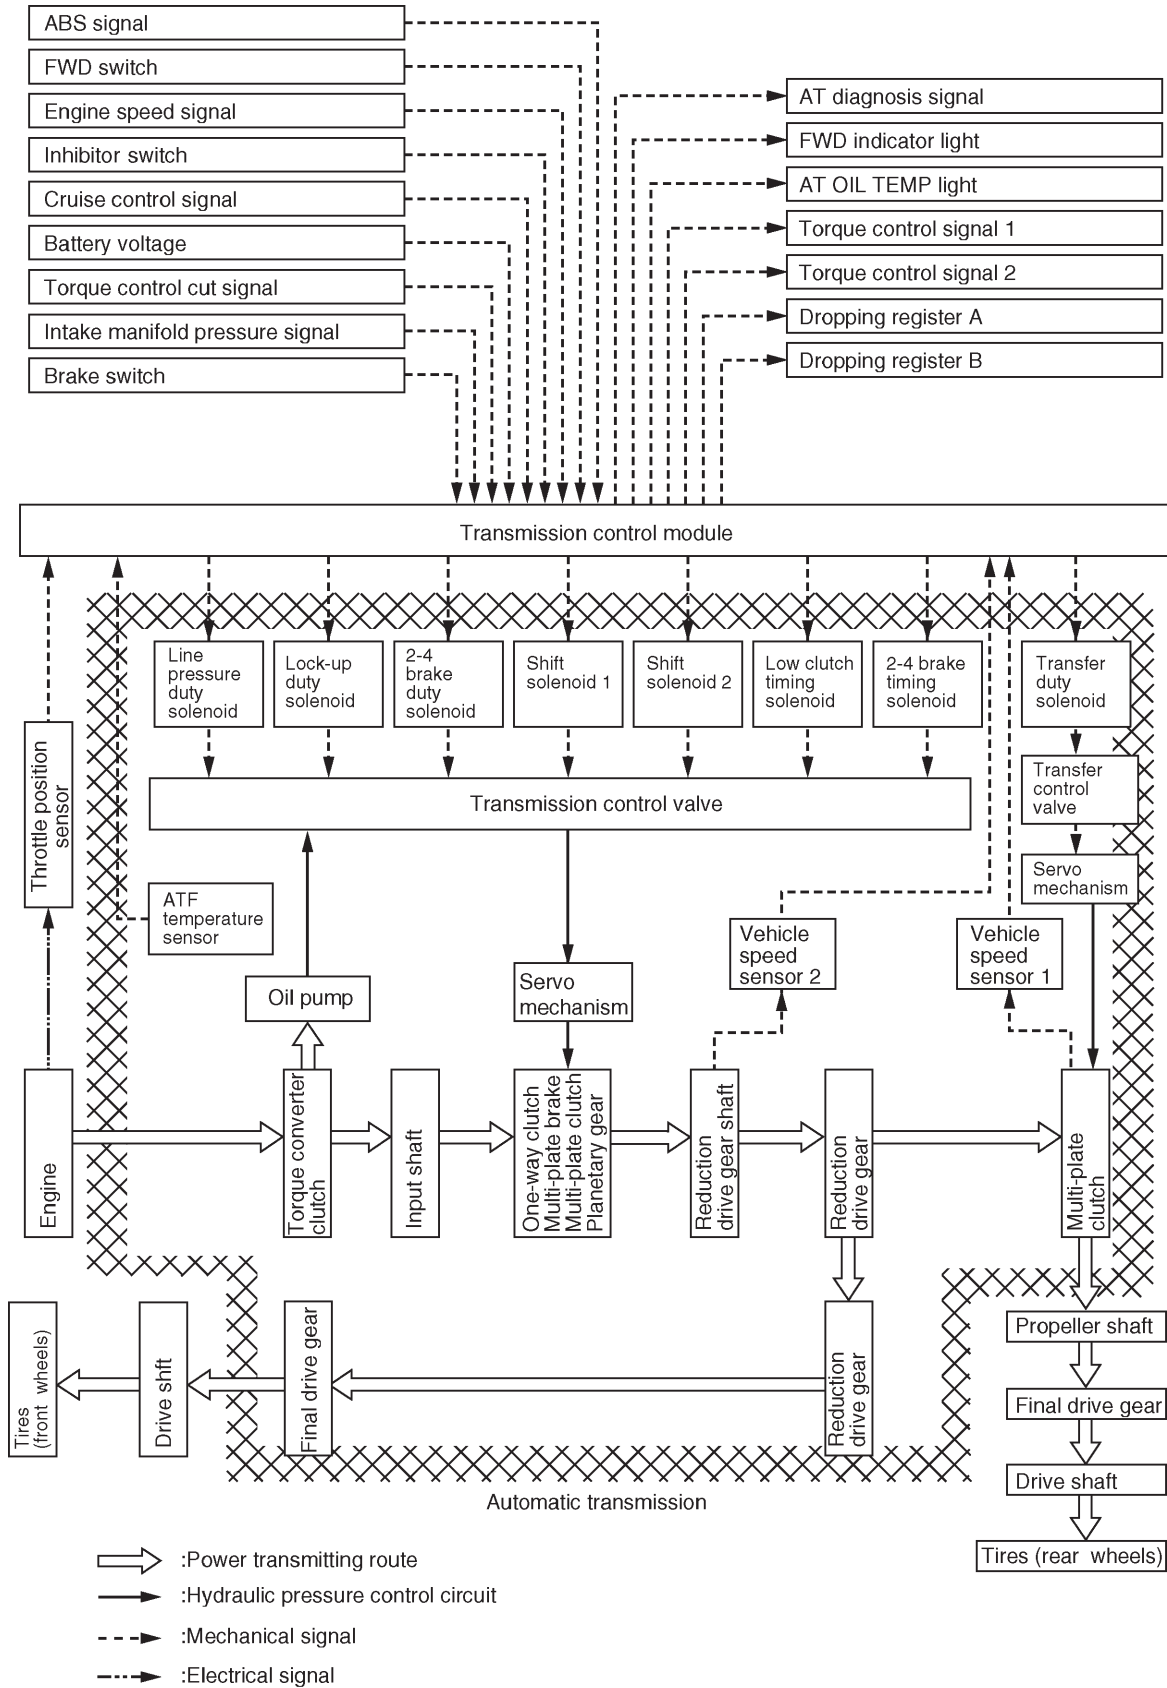 ABS signal
FWD switch
Engine speed signal
Inhibitor switch
Cruise control signal
Battery voltage
Torque control cut signal
Intake manifold pressure signal
Brake switch
AT diagnosis signal
FWD indicator light
AT OIL TEMP light
Torque control signal 1
Torque control signal 2
Dropping register A
Dropping register B
Transmission control module
Line
pressure
duty
solenoid
Lock-up
duty
solenoid
2-4
brake
duty
solenoid
Shift
solenoid 1
Shift
solenoid 2
Low clutch
timing
solenoid
2-4 brake
timing
solenoid
Transfer
duty
solenoid
Transfer
control
valve
Servo
mechanism
Transmission control valve
Throttle position
sensor
ATF
temperature
sensor
Oil pump
Servo
mechanism
Vehicle
speed
sensor 2
Vehicle
speed
sensor 1
Engine
Torque converter
clutch
Input shaft
One-way clutch
Multi-plate brake
Multi-plate clutch
Planetary gear
Reduction
drive gear shaft
Reduction
drive gear
Multi-plate
clutch
Tires
(front wheels)
Drive shft
Final drive gear
Reduction
drive gear
Propeller shaft
Final drive gear
Drive shaft
Tires (rear wheels)
Automatic transmission
:Power transmitting route
:Hydraulic pressure control circuit
:Mechanical signal
:Electrical signal